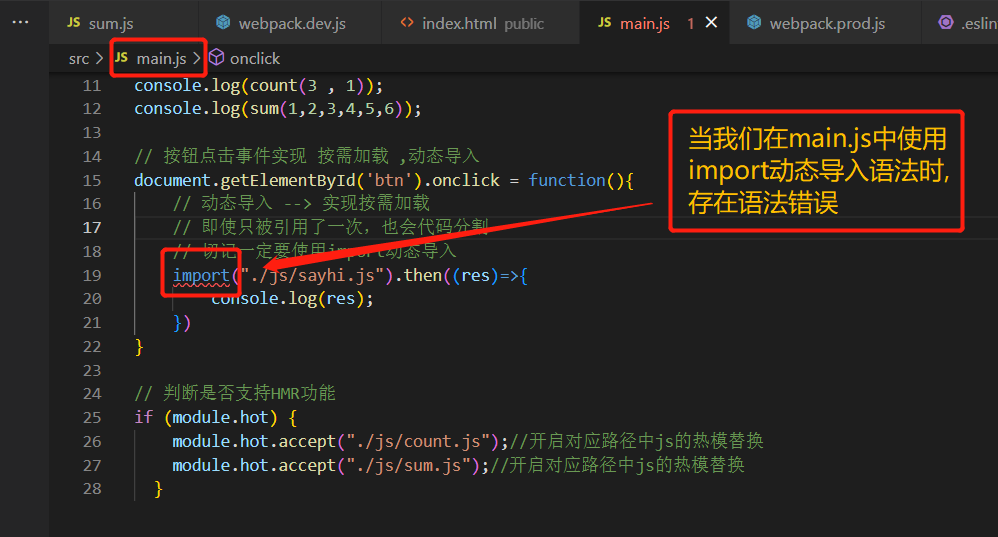 sum.js webpack.dev.js index.html public JS main.js 1 webpack.prod.js .eslin
src > JS main.js > onclick
11 console.log(count(3 , 1));
12 console.log(sum(1,2,3,4,5,6));
13
14 // 按钮点击事件实现 按需加载 ,动态导入
15 document.getElementById('btn').onclick = function(){
16 // 动态导入 --> 实现按需加载
17 // 即使只被引用了一次, 也会代码分割
18 // 切记一定要使用import动态导入
19 import("./js/sayhi.js").then((res)=>{
20 console.log(res);
21 })
22 }
23
24 // 判断是否支持HMR功能
25 if (module.hot) {
26 module.hot.accept("./js/count.js");//开启对应路径中js的热模替换
27 module.hot.accept("./js/sum.js");//开启对应路径中js的热模替换
28 }
当我们在main.js中使用
import动态导入语法时,
存在语法错误